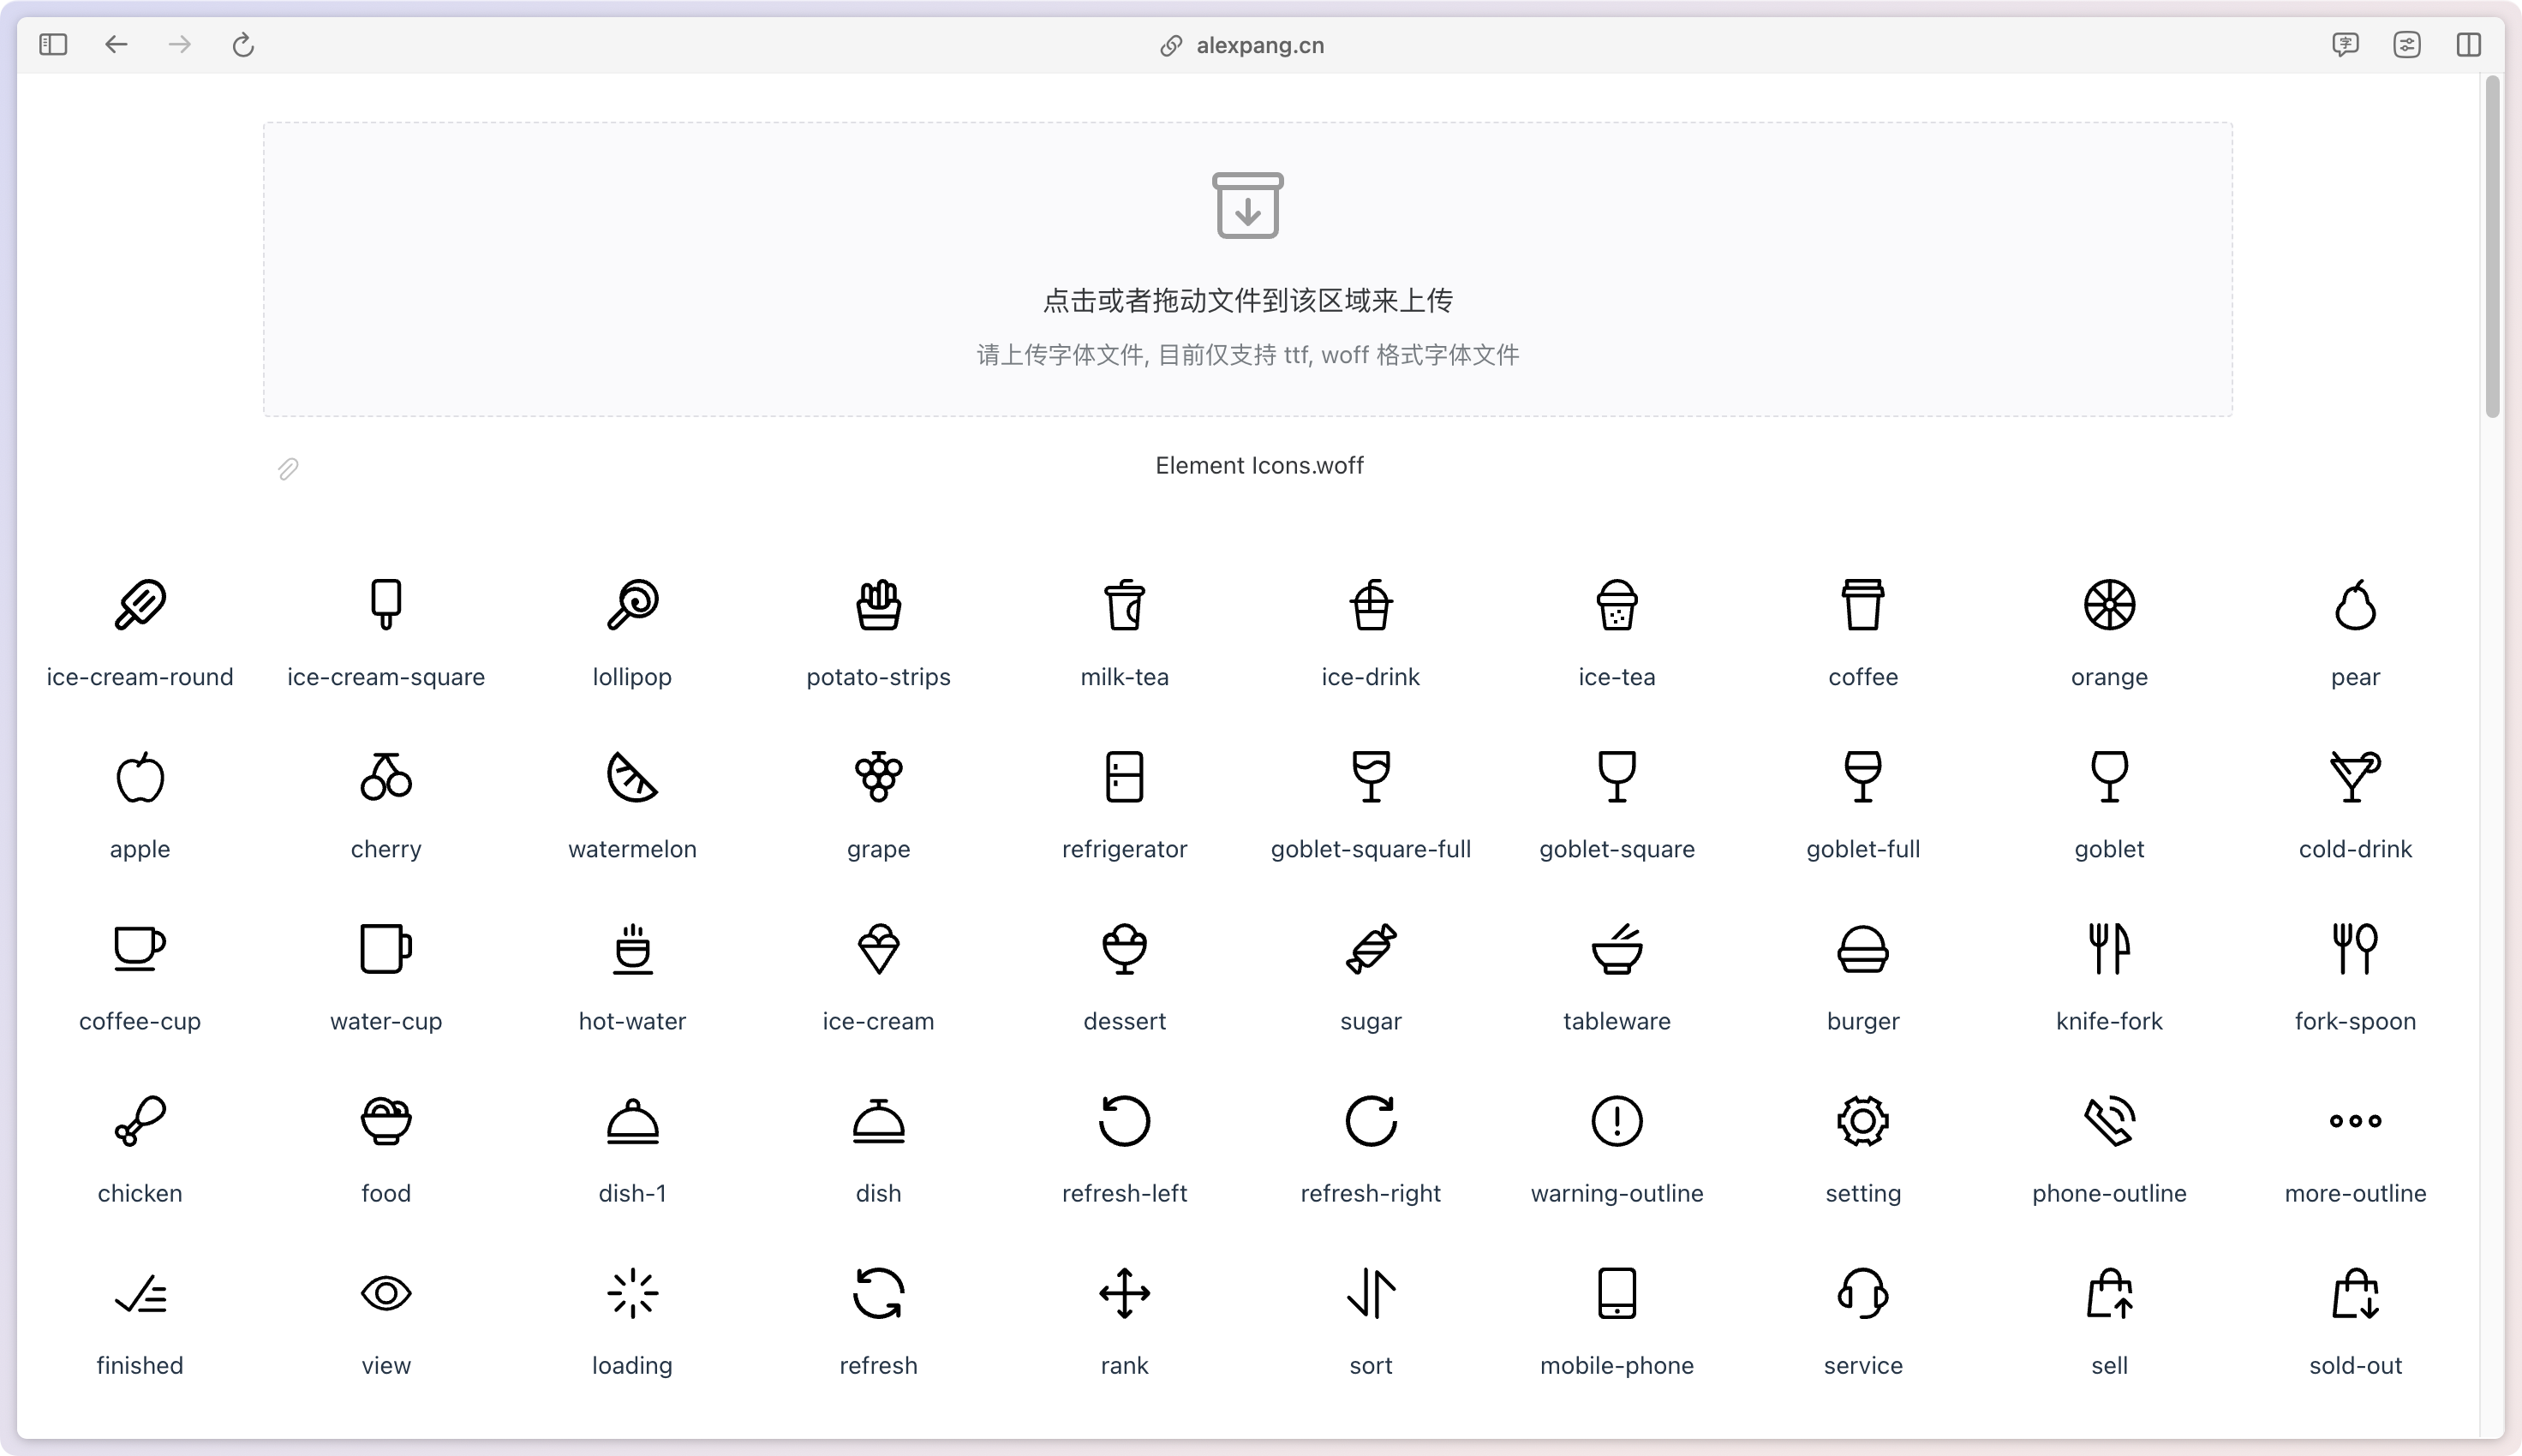 alexpang.cn
字
点击或者拖动文件到该区域来上传
请上传字体文件, 目前仅支持 ttf, woff 格式字体文件
Element Icons.woff
ice-cream-round ice-cream-square lollipop potato-strips milk-tea ice-drink ice-tea coffee orange pear
apple cherry watermelon grape refrigerator goblet-square-full goblet-square goblet-full goblet cold-drink
coffee-cup water-cup hot-water ice-cream dessert sugar tableware burger knife-fork fork-spoon
chicken food dish-1 dish refresh-left refresh-right warning-outline setting phone-outline more-outline
finished view loading refresh rank sort mobile-phone service sell sold-out